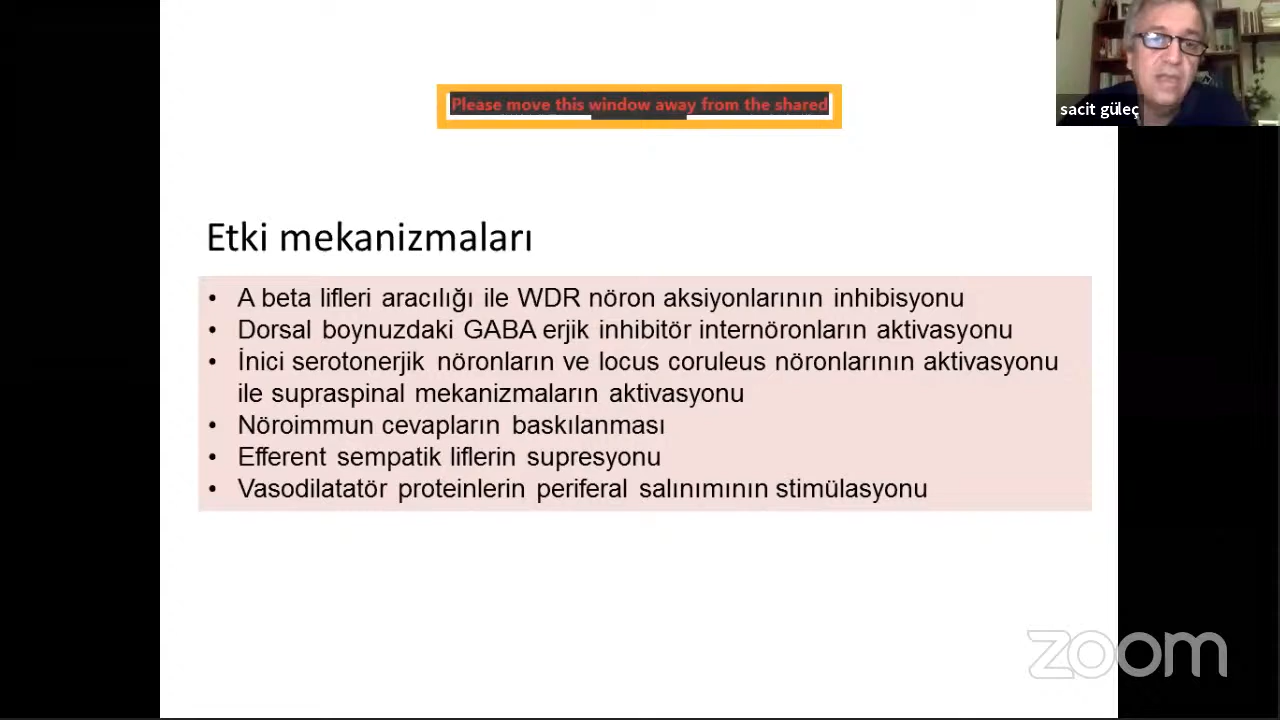 Please move this window away from the shared
sacit güleç
Etki mekanizmaları
• A beta lifleri aracılığı ile WDR nöron aksiyonlarının inhibisyonu
• Dorsal boynuzdaki GABA erjik inhibitör internöronların aktivasyonu
• İnici serotonerjik nöronların ve locus coruleus nöronlarının aktivasyonu
ile supraspinal mekanizmaların aktivasyonu
• Nöroimmun cevapların baskılanması
• Efferent sempatik liflerin supresyonu
• Vasodilatatör proteinlerin periferal salınımının stimülasyonu
zoom